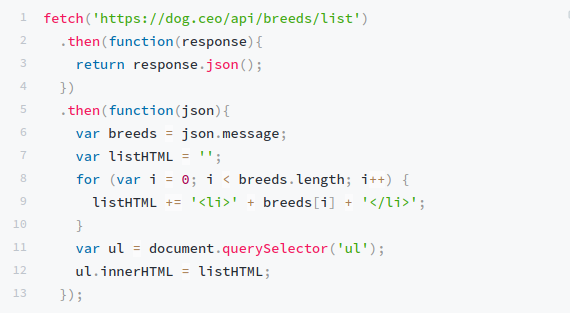 1 fetch('https://dog.ceo/api/breeds/list')
2   .then(function(response){
3     return response.json();
4   })
5   .then(function(json){
6     var breeds = json.message;
7     var listHTML = '';
8     for (var i = 0; i < breeds.length; i++) {
9       listHTML += '<li>' + breeds[i] + '</li>';
10     }
11     var ul = document.querySelector('ul');
12     ul.innerHTML = listHTML;
13   });